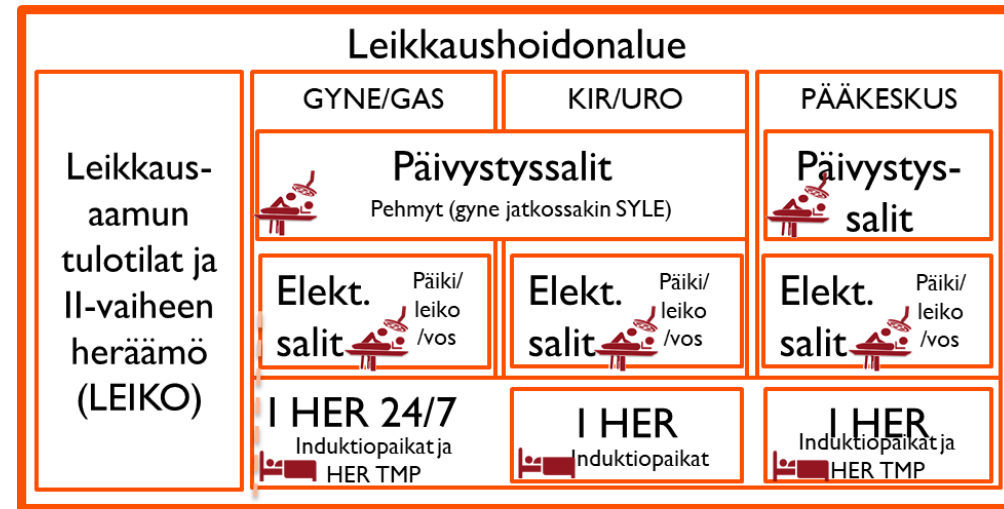 Leikkaushoidonalue
Leikkaus-
aamun
tulotilat ja
II-vaiheen
heräämö
(LEIKO)
GYNE/GAS
KIR/URO
PÄÄKESKUS
Päivystyssalit
Pehmyt (gyne jatkossakin SYLE)
Päivystys-
salit
Elekt.
salit
Päiki/
leiko
/vos
Elekt.
salit
Päiki/
leiko
/vos
Elekt.
salit
Päiki/
leiko
/vos
I HER 24/7
Induktiopaikat ja
HER TMP
I HER
Induktiopaikat
I HER
Induktiopaikat ja
HER TMP